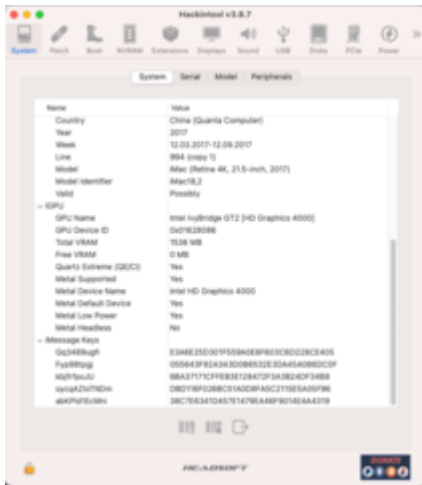 Hackintool v3.8.7
System Patch Boot NVRAM Extensions Displays Sound USB Disks PCIe Power
System Serial Model Peripherals
Name Value
Country China (Quanta Computer)
Year 2017
Week 12.03.2017-12.09.2017
Line 994 (copy 1)
Model iMac (Retina 4K, 21.5-inch, 2017)
Model Identifier iMac18,2
Valid Possibly
IGPU
GPU Name Intel IvyBridge GT2 [HD Graphics 4000]
GPU Device ID 0x01628086
Total VRAM 1536 MB
Free VRAM 0 MB
Quartz Extreme (QE/CI) Yes
Metal Supported Yes
Metal Device Name Intel HD Graphics 4000
Metal Default Device Yes
Metal Low Power Yes
Metal Headless No
iMessage Keys
Gq3489ugfi
Fyp98tpgj
kbjfrfpoJU
oycqAZloTNDm
abKPld1EcMni
HEADSOFT
DONATE